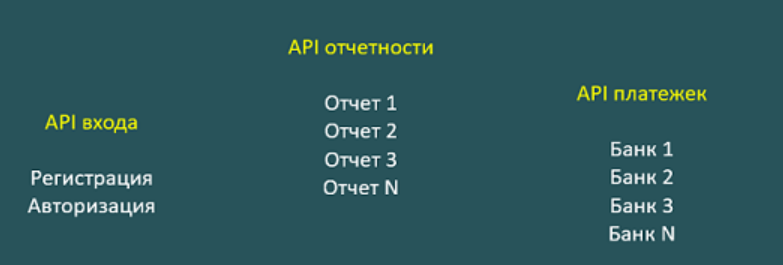 API входа
Регистрация
Авторизация
API отчетности
Отчет 1
Отчет 2
Отчет 3
Отчет N
API платежек
Банк 1
Банк 2
Банк 3
Банк N